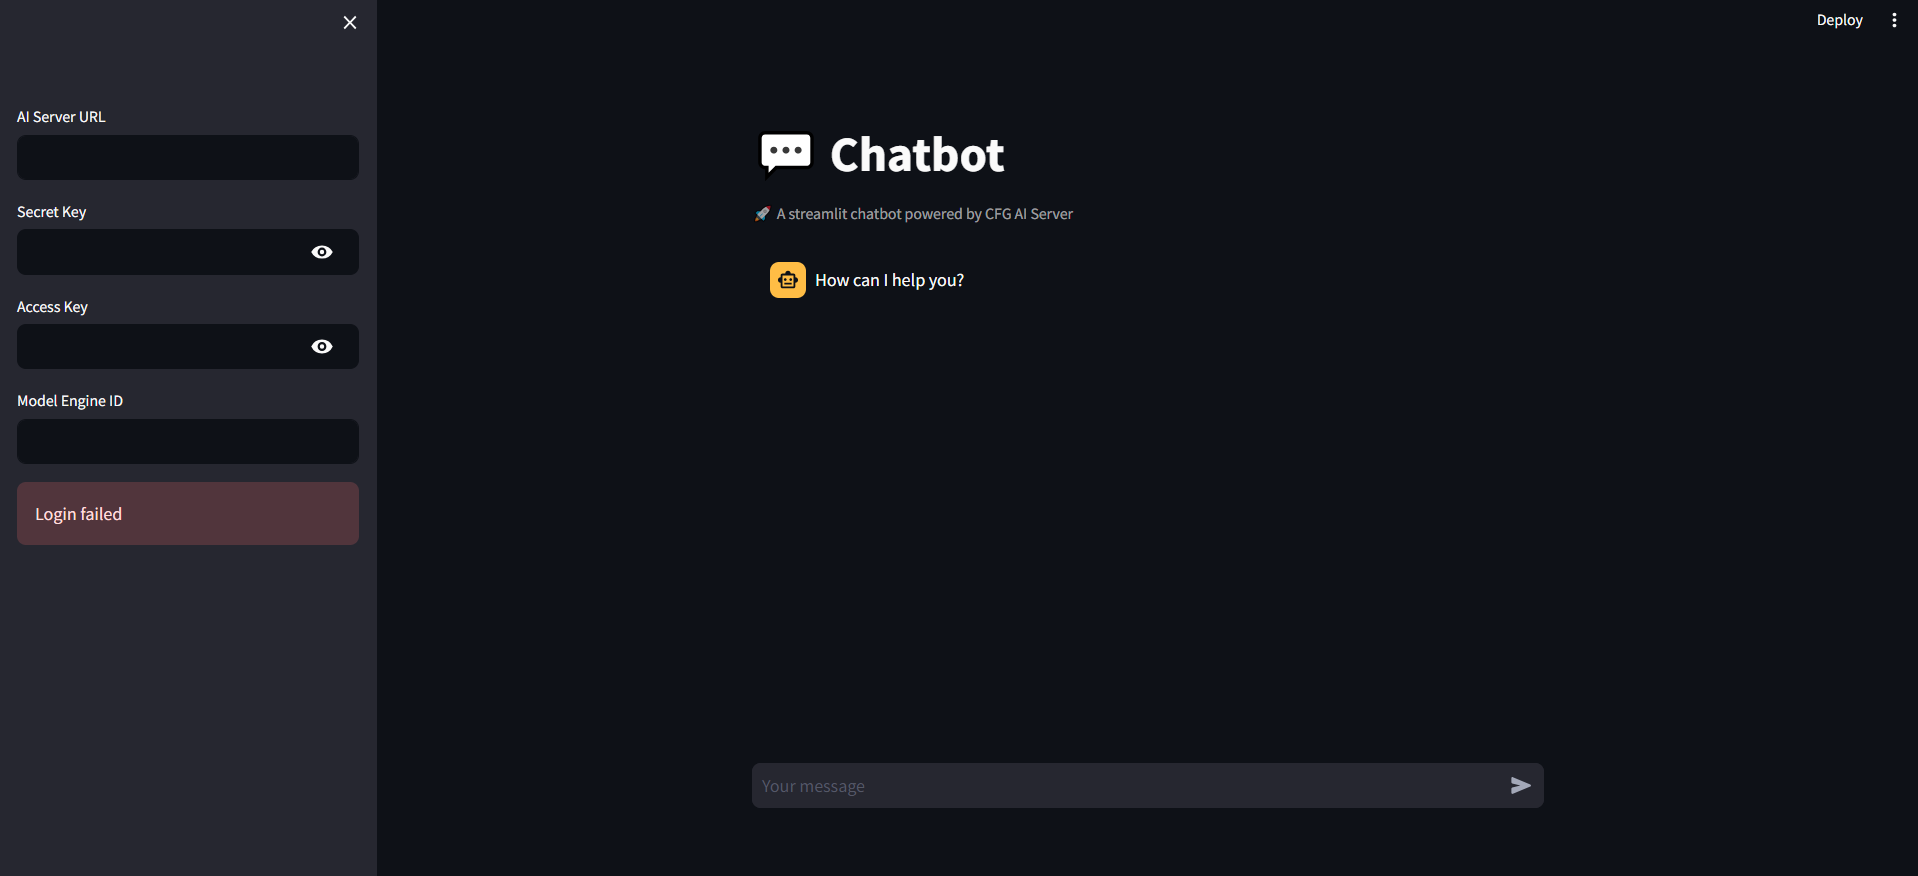 AI Server URL
Secret Key
Access Key
Model Engine ID
Login failed
Deploy
Chatbot
A streamlit chatbot powered by CFG AI Server
How can I help you?
Your message